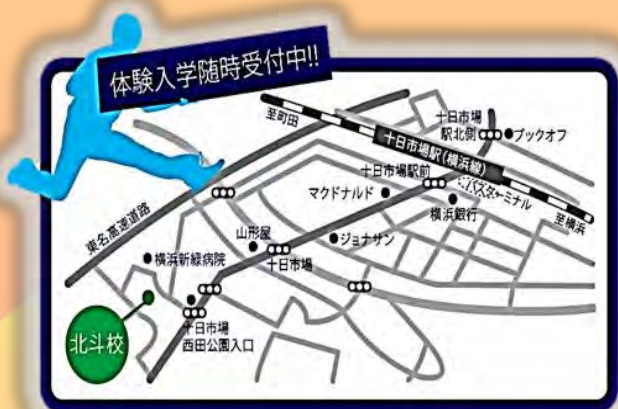 体験入学随時受付中!!
至町田
十日市場
駅北側
ブックオフ
十日市場駅(横浜線)
十日市場駅前
バスターミナル
マクドナルド
横浜銀行
至横浜
東名高速道路
山形屋
ジョナサン
横浜新緑病院
十日市場
北斗校
十日市場
西田公園入口